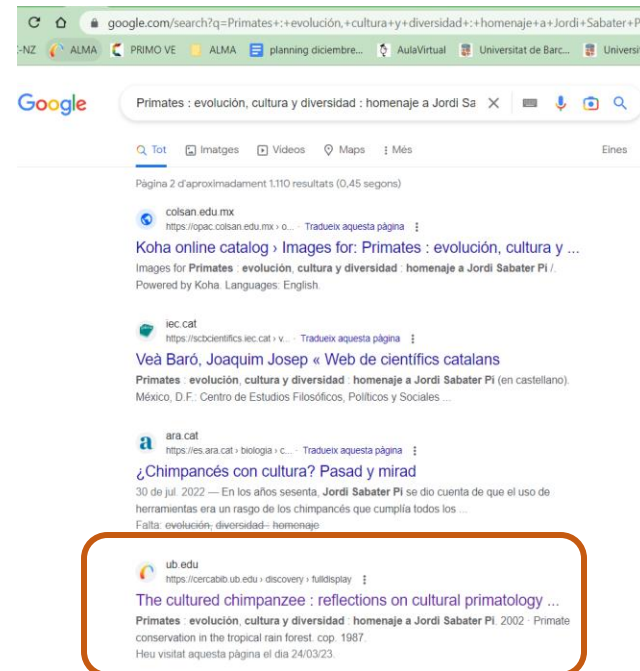 google.com/search?q=Primates+:+evolución,+cultura+y+diversidad+:+homenaje+a+Jordi+Sabater+P
-NZ ALMA PRIMO VE ALMA planning diciembre... AulaVirtual Universitat de Barc... Universi
Google
Primates : evolución, cultura y diversidad : homenaje a Jordi Sa
Tot Imatges Vídeos Maps Més Eines
Pàgina 2 d'aproximadament 1.110 resultats (0,45 segons)
colsan.edu.mx
https://opac.colsan.edu.mx › o... · Tradueix aquesta pàgina
Koha online catalog › Images for: Primates : evolución, cultura y ...
Images for Primates : evolución, cultura y diversidad : homenaje a Jordi Sabater Pi /.
Powered by Koha. Languages: English.
iec.cat
https://scbcientifics.iec.cat › v... · Tradueix aquesta pàgina
Veà Baró, Joaquim Josep « Web de científics catalans
Primates : evolución, cultura y diversidad : homenaje a Jordi Sabater Pi (en castellano).
México, D.F.: Centro de Estudios Filosóficos, Políticos y Sociales ...
a
ara.cat
https://es.ara.cat › biologia › c... · Tradueix aquesta pàgina
¿Chimpancés con cultura? Pasad y mirad
30 de jul. 2022 — En los años sesenta, Jordi Sabater Pi se dio cuenta de que el uso de
herramientas era un rasgo de los chimpancés que cumplía todos los ...
Falta: evolución, diversidad homenaje
ub.edu
https://cercabib.ub.edu › discovery › fulldisplay
The cultured chimpanzee : reflections on cultural primatology ...
Primates : evolución, cultura y diversidad : homenaje a Jordi Sabater Pi. 2002 · Primate
conservation in the tropical rain forest. cop. 1987.
Heu visitat aquesta pàgina el dia 24/03/23.